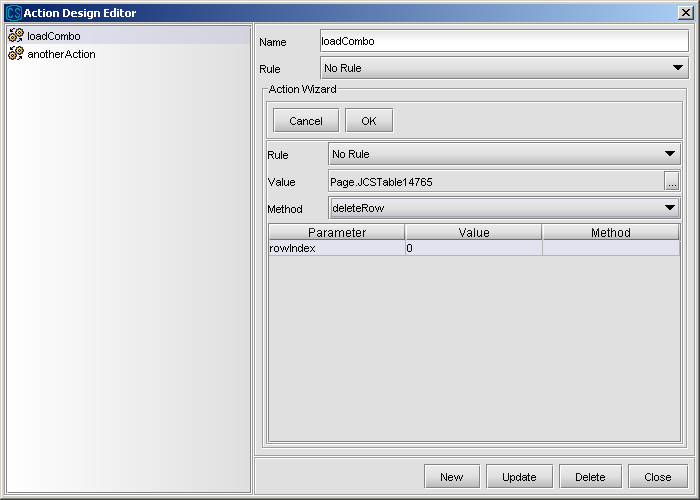 CS Action Design Editor
loadCombo
anotherAction
Name loadCombo
Rule No Rule
Action Wizard
Cancel OK
Rule No Rule
Value Page.JCSTable14765 ...
Method deleteRow
Parameter Value Method
rowIndex 0
New Update Delete Close